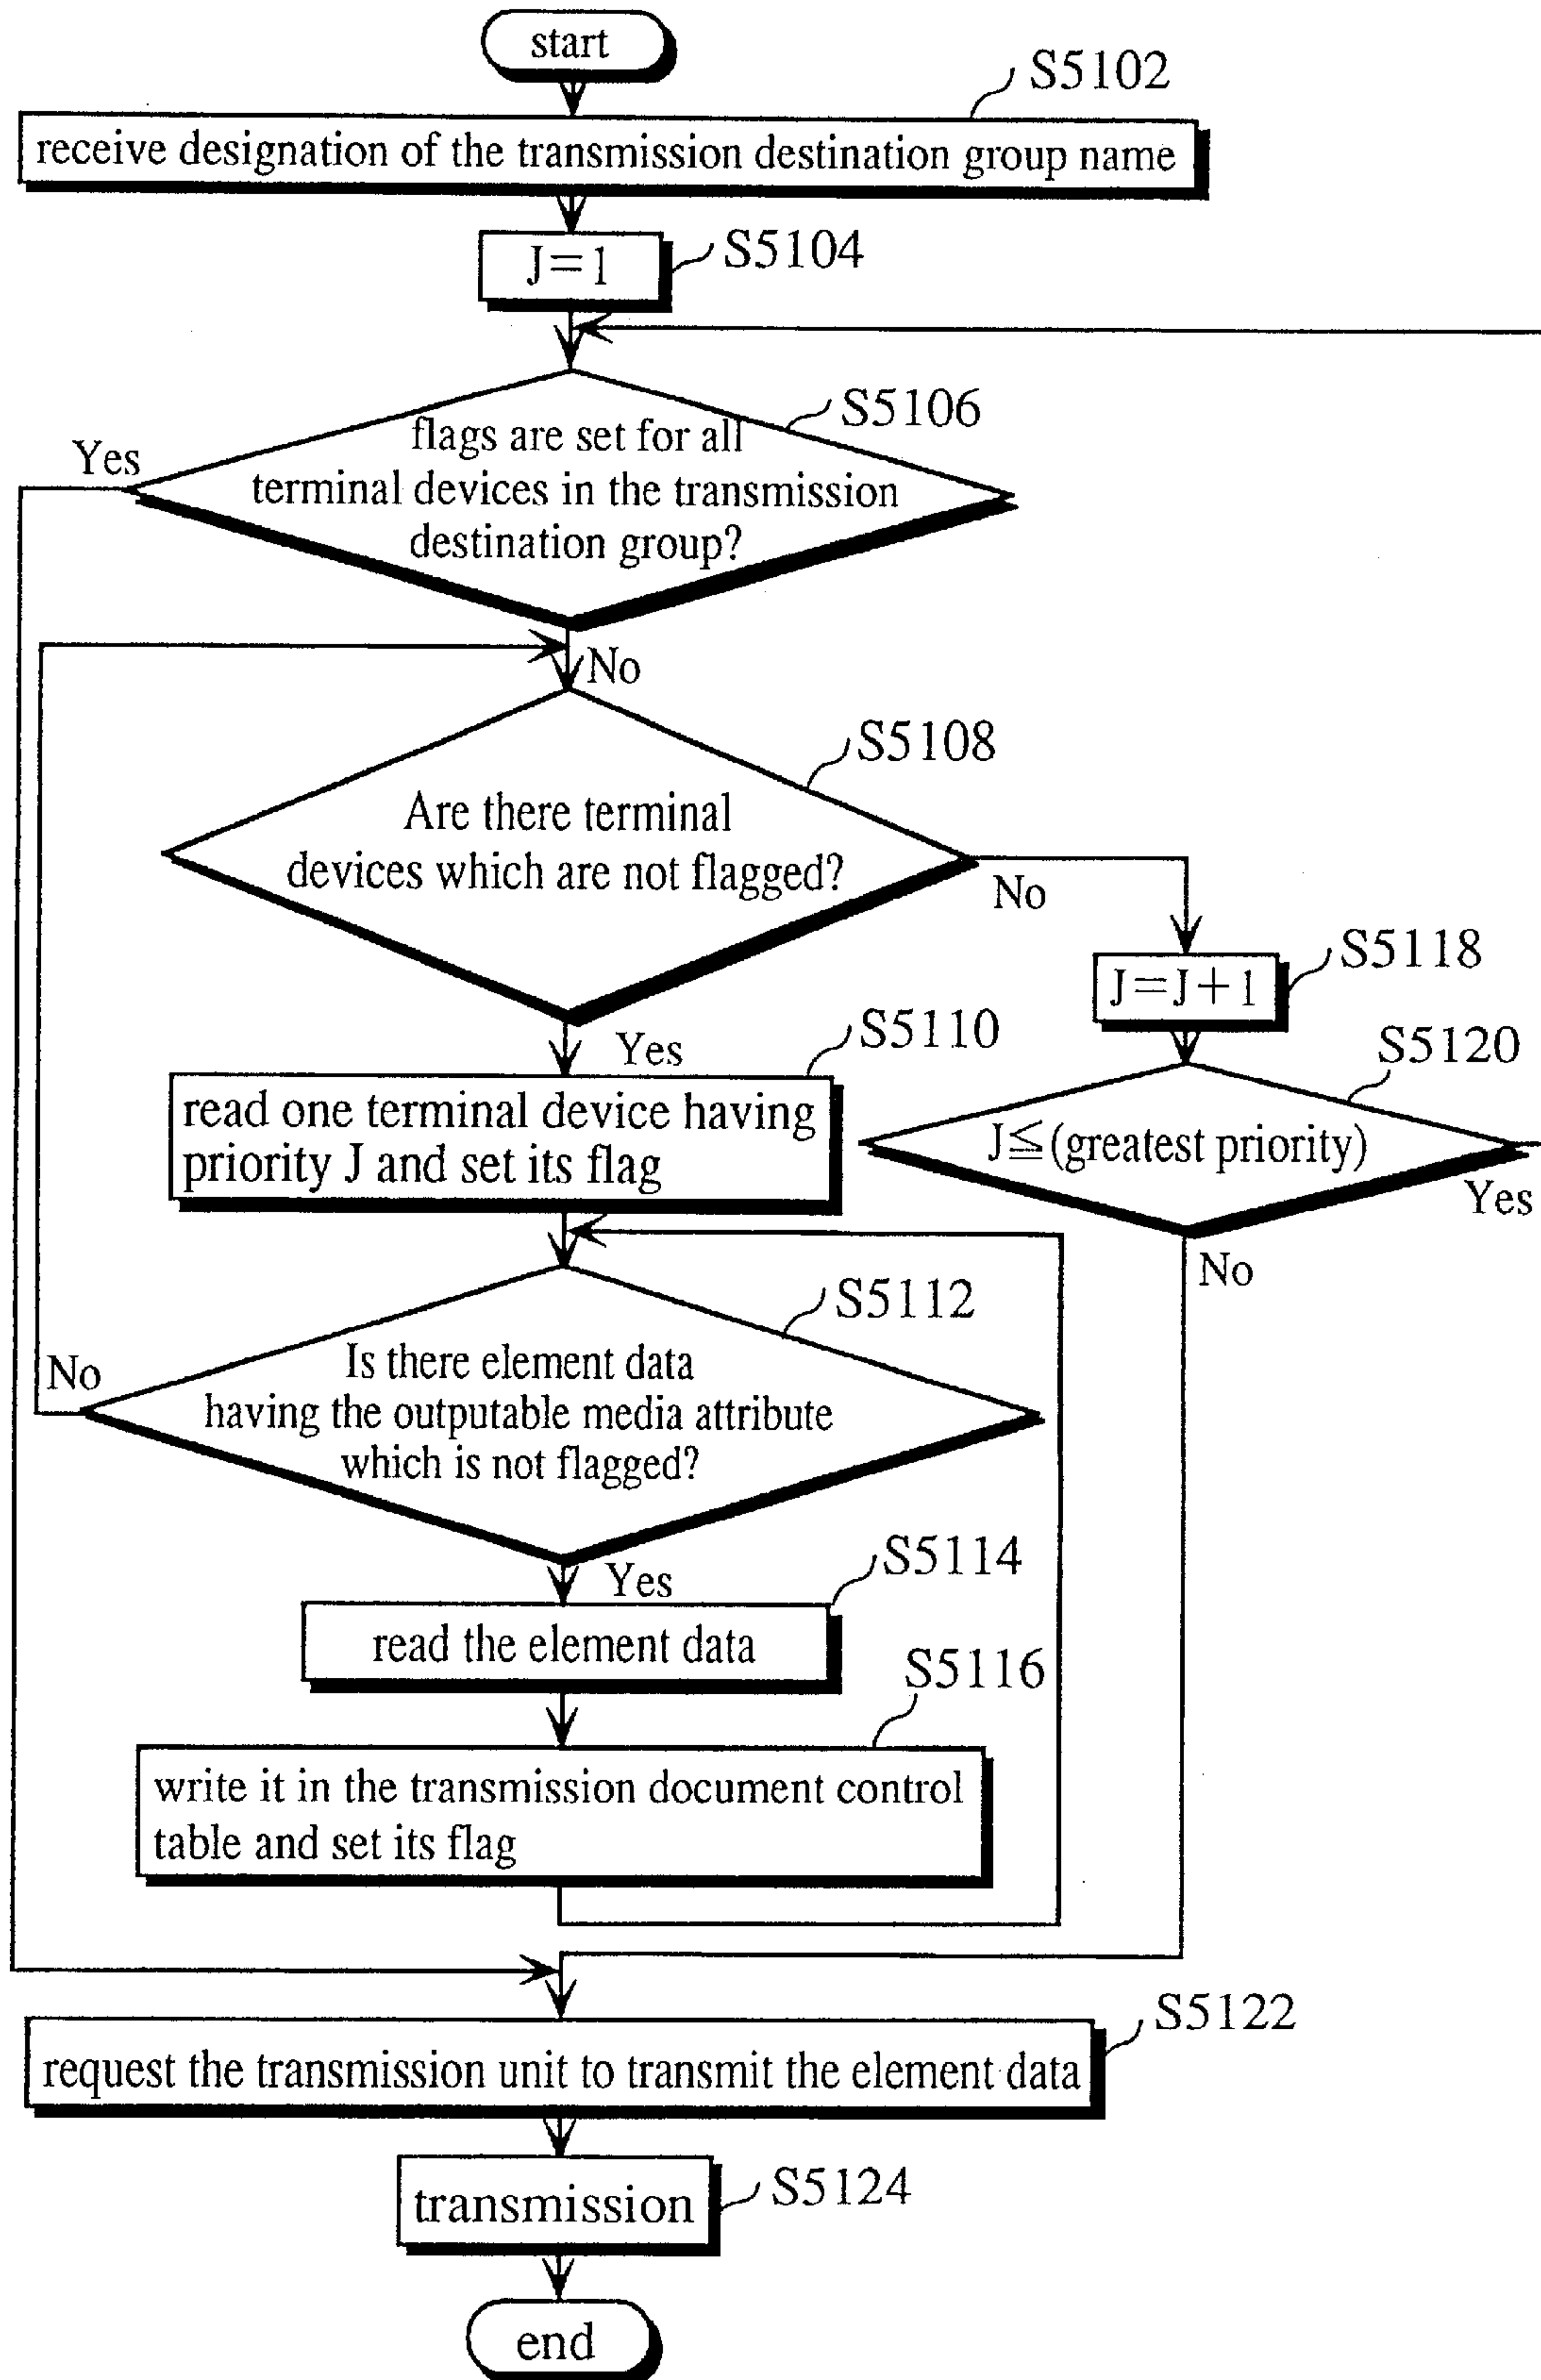 start
S5102
receive designation of the transmission destination group name
J=1
S5104
S5106
flags are set for all
terminal devices in the transmission
destination group?
Yes
No
S5108
Are there terminal
devices which are not flagged?
No
Yes
S5118
J=J+1
S5110
read one terminal device having
priority J and set its flag
S5120
J≦(greatest priority)
Yes
No
S5112
Is there element data
having the outputable media attribute
which is not flagged?
No
Yes
S5114
read the element data
S5116
write it in the transmission document control
table and set its flag
S5122
request the transmission unit to transmit the element data
transmission
S5124
end